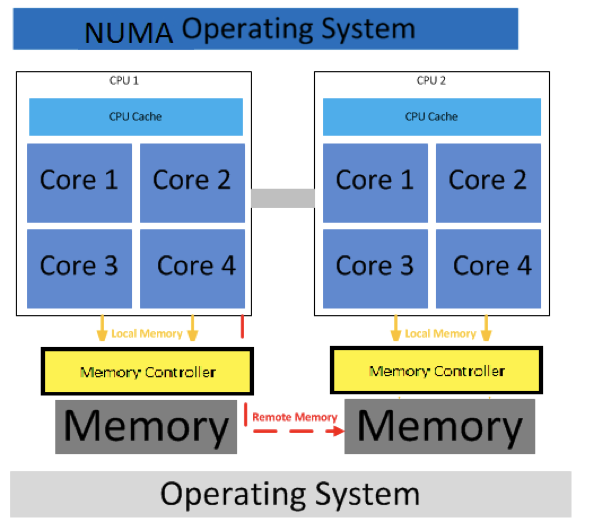 NUMA Operating System
CPU 1
CPU 2
CPU Cache
CPU Cache
Core 1
Core 2
Core 1
Core 2
Core 3
Core 4
Core 3
Core 4
Local Memory
Local Memory
Memory Controller
Memory Controller
Memory
Remote Memory
Memory
Operating System